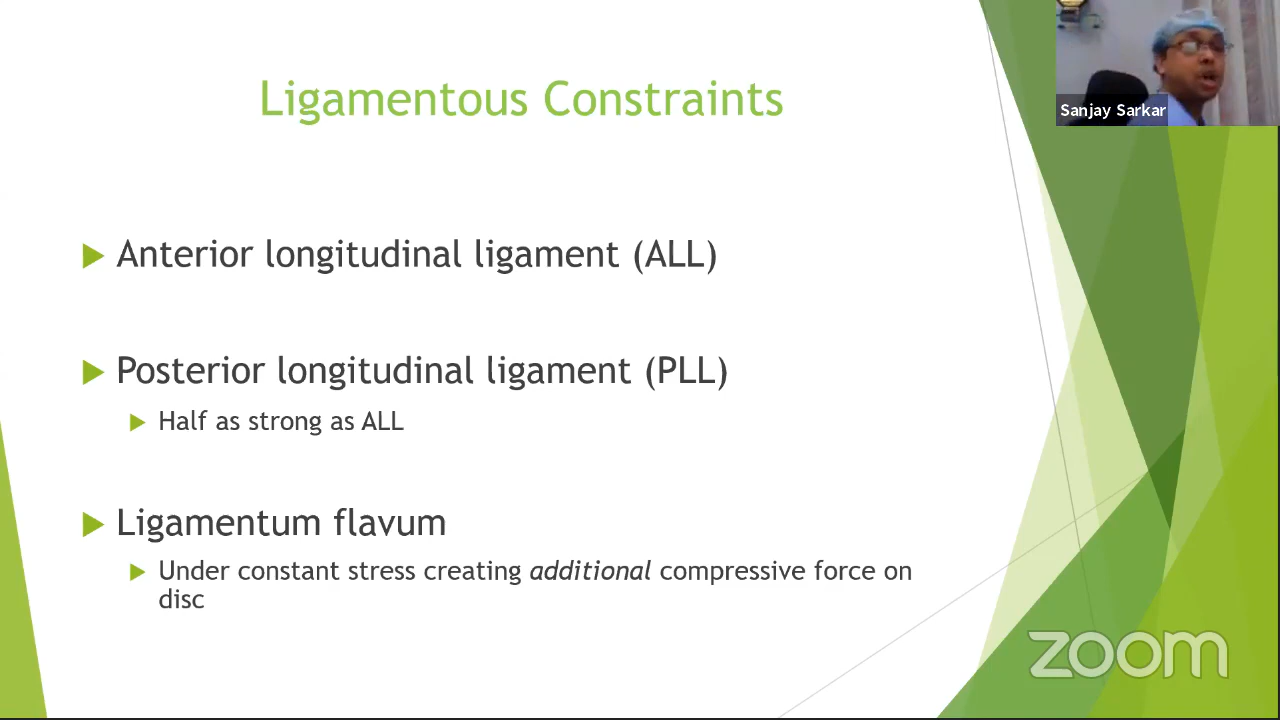 Ligamentous Constraints
Sanjay Sarkar
Anterior longitudinal ligament (ALL)
Posterior longitudinal ligament (PLL)
Half as strong as ALL
Ligamentum flavum
Under constant stress creating additional compressive force on
disc
zoom